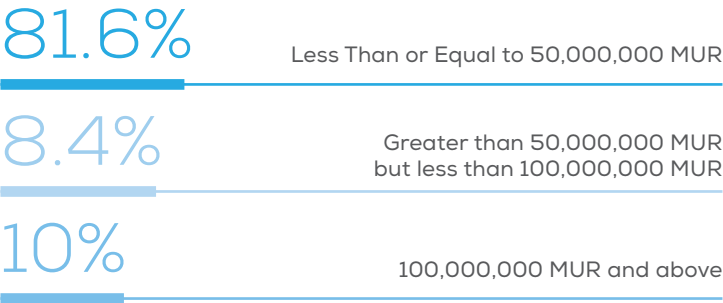 81.6%
Less Than or Equal to 50,000,000 MUR
8.4%
Greater than 50,000,000 MUR
but less than 100,000,000 MUR
10%
100,000,000 MUR and above